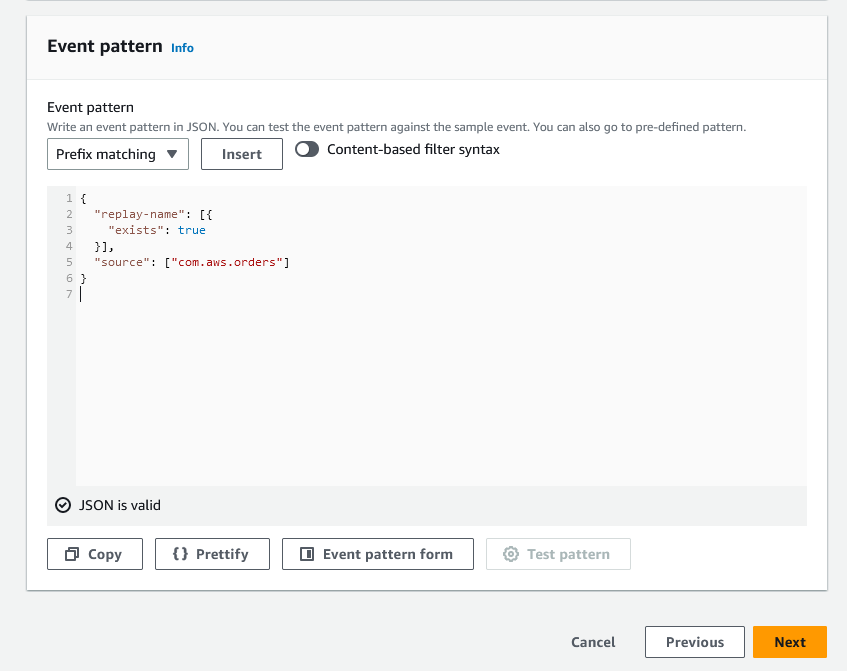 Event pattern Info
Event pattern
Write an event pattern in JSON. You can test the event pattern against the sample event. You can also go to pre-defined pattern.
Prefix matching Insert Content-based filter syntax
1 {
2 "replay-name": [{
3 "exists": true
4 }],
5 "source": ["com.aws.orders"]
6 }
7
JSON is valid
Copy {} Prettify Event pattern form Test pattern
Cancel Previous Next